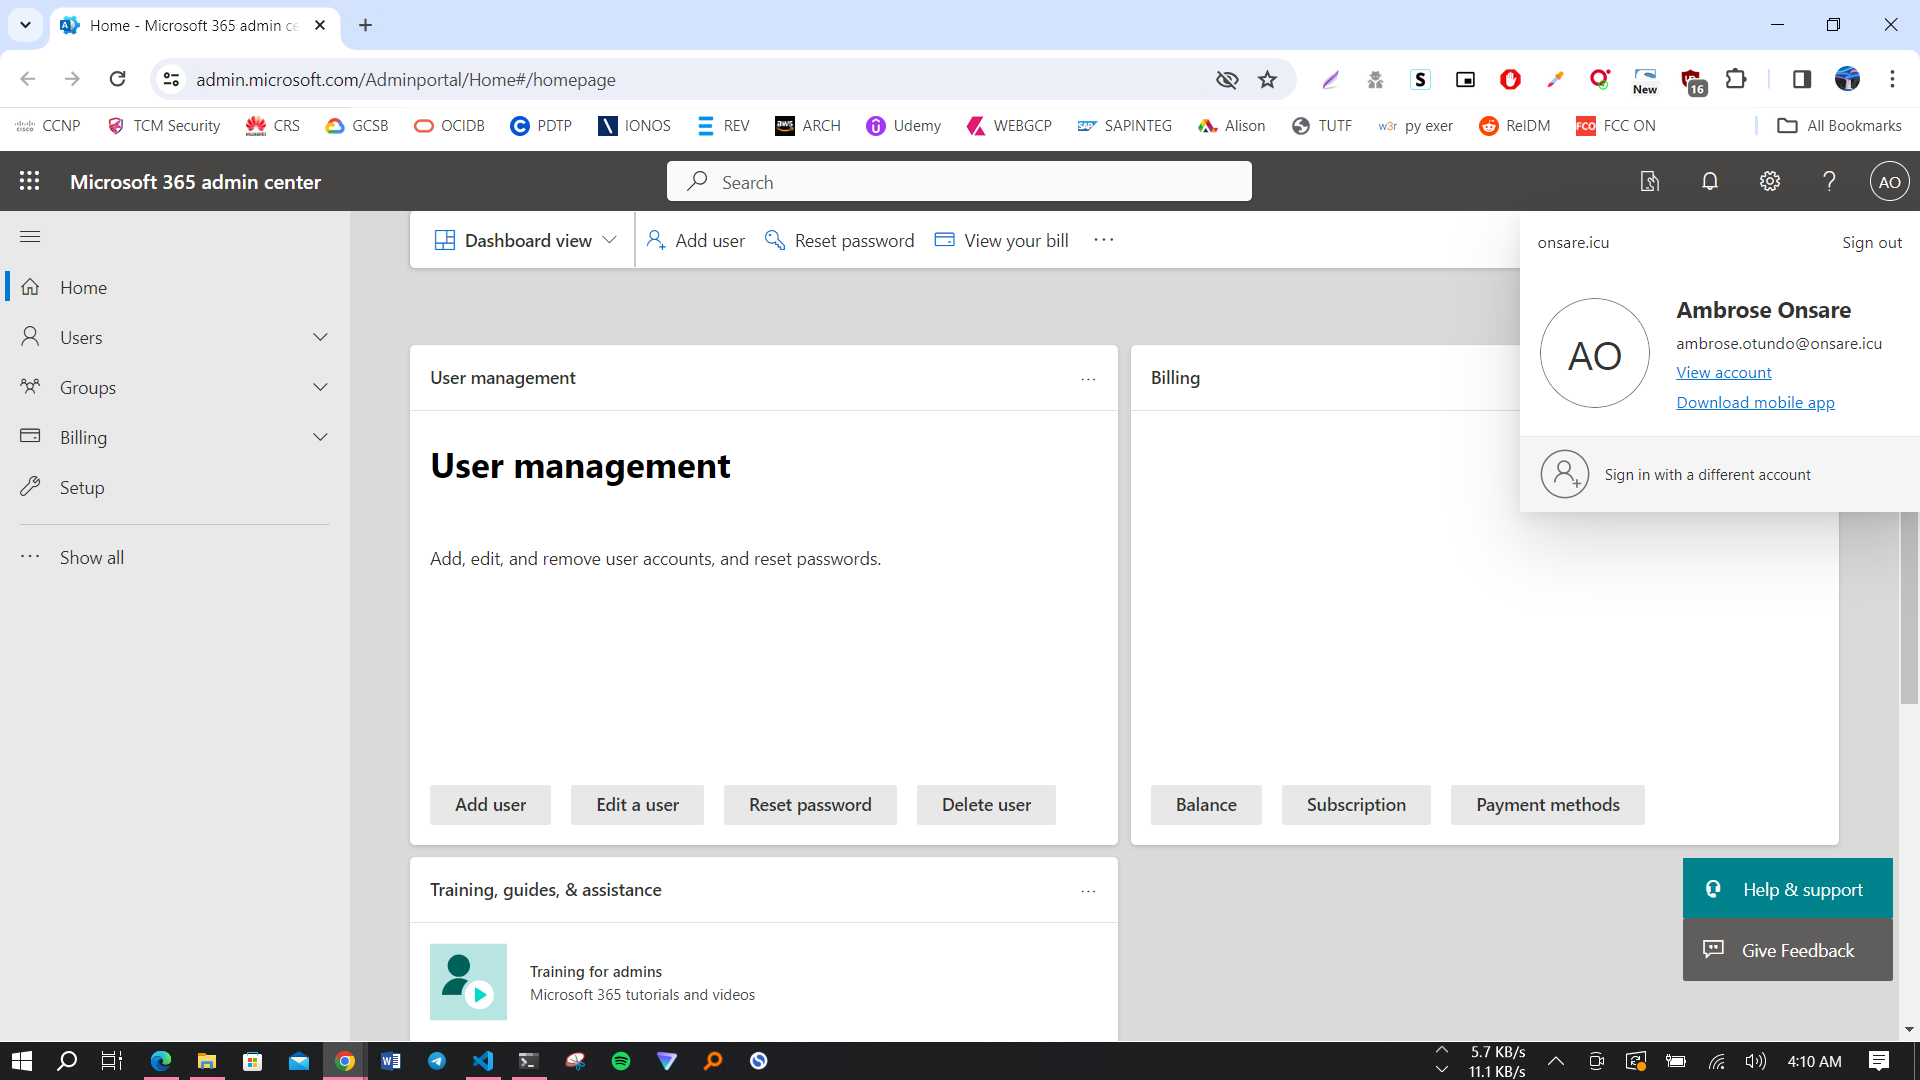 Home - Microsoft 365 admin ce
admin.microsoft.com/Adminportal/Home#/homepage
S
New
16
CCNP
TCM Security
CRS
GCSB
OCIDB
PDTP
IONOS
REV
aws
ARCH
Udemy
WEBGCP
SAP
SAPINTEG
Alison
TUTF
w3r
py exer
RelDM
FCO
FCC ON
All Bookmarks
Microsoft 365 admin center
Search
AO
Dashboard view
Add user
Reset password
View your bill
onsare.icu
Sign out
Home
Users
Groups
Billing
Setup
Show all
AO
Ambrose Onsare
ambrose.otundo@onsare.icu
View account
Download mobile app
Sign in with a different account
User management
User management
Add, edit, and remove user accounts, and reset passwords.
Add user
Edit a user
Reset password
Delete user
Billing
Balance
Subscription
Payment methods
Training, guides, & assistance
Training for admins
Microsoft 365 tutorials and videos
Help & support
Give Feedback
5.7 KB/s
11.1 KB/s
4:10 AM